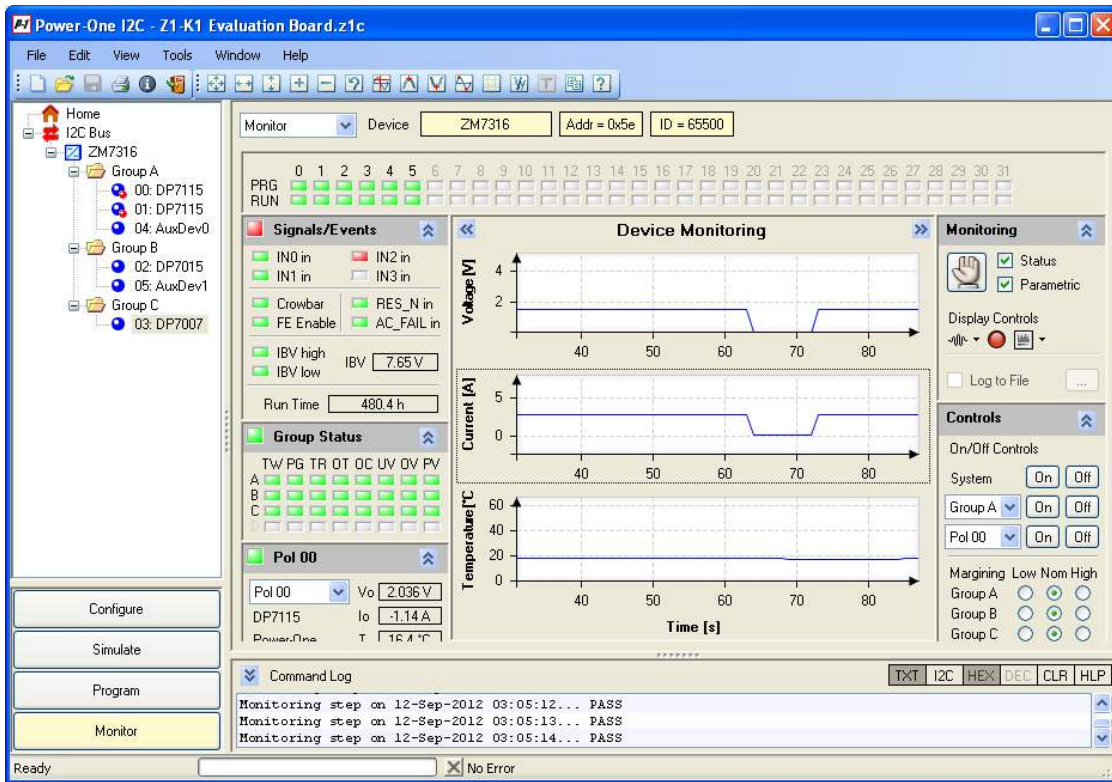 Power-One I2C - Z1-K1 Evaluation Board.z1c
File Edit View Tools Window Help
Home
I2C Bus
ZM7316
Group A
00: DP7115
01: DP7115
04: AuxDev0
Group B
02: DP7015
05: AuxDev1
Group C
03: DP7007
Configure
Simulate
Program
Monitor
Monitor Device ZM7316 Addr = 0x5e ID = 65500
0 1 2 3 4 5 6 7 8 9 10 11 12 13 14 15 16 17 18 19 20 21 22 23 24 25 26 27 28 29 30 31
PRG
RUN
Signals/Events
IN0 in IN2 in
IN1 in IN3 in
Crowbar RES_N in
FE Enable AC_FAIL in
IBV high
IBV low
IBV 7.65 V
Run Time 480.4 h
Group Status
TW PG TR OT OC UV OV PV
A
B
C
D
Pol 00
Pol 00 Vo 2.036 V
DP7115 Io -1.14 A
Power-One T 16.4 °C
Device Monitoring
Voltage [V]
4
2
40 50 60 70 80
Current [A]
5
0
40 50 60 70 80
Temperature [°C
60
40
20
0
40 50 60 70 80
Time [s]
Monitoring
Status
Parametric
Display Controls
Log to File ...
Controls
On/Off Controls
System On Off
Group A On Off
Pol 00 On Off
Margining Low Nom High
Group A
Group B
Group C
Command Log TXT I2C HEX DEC CLR HLP
Monitoring step on 12-Sep-2012 03:05:12... PASS
Monitoring step on 12-Sep-2012 03:05:13... PASS
Monitoring step on 12-Sep-2012 03:05:14... PASS
Ready No Error